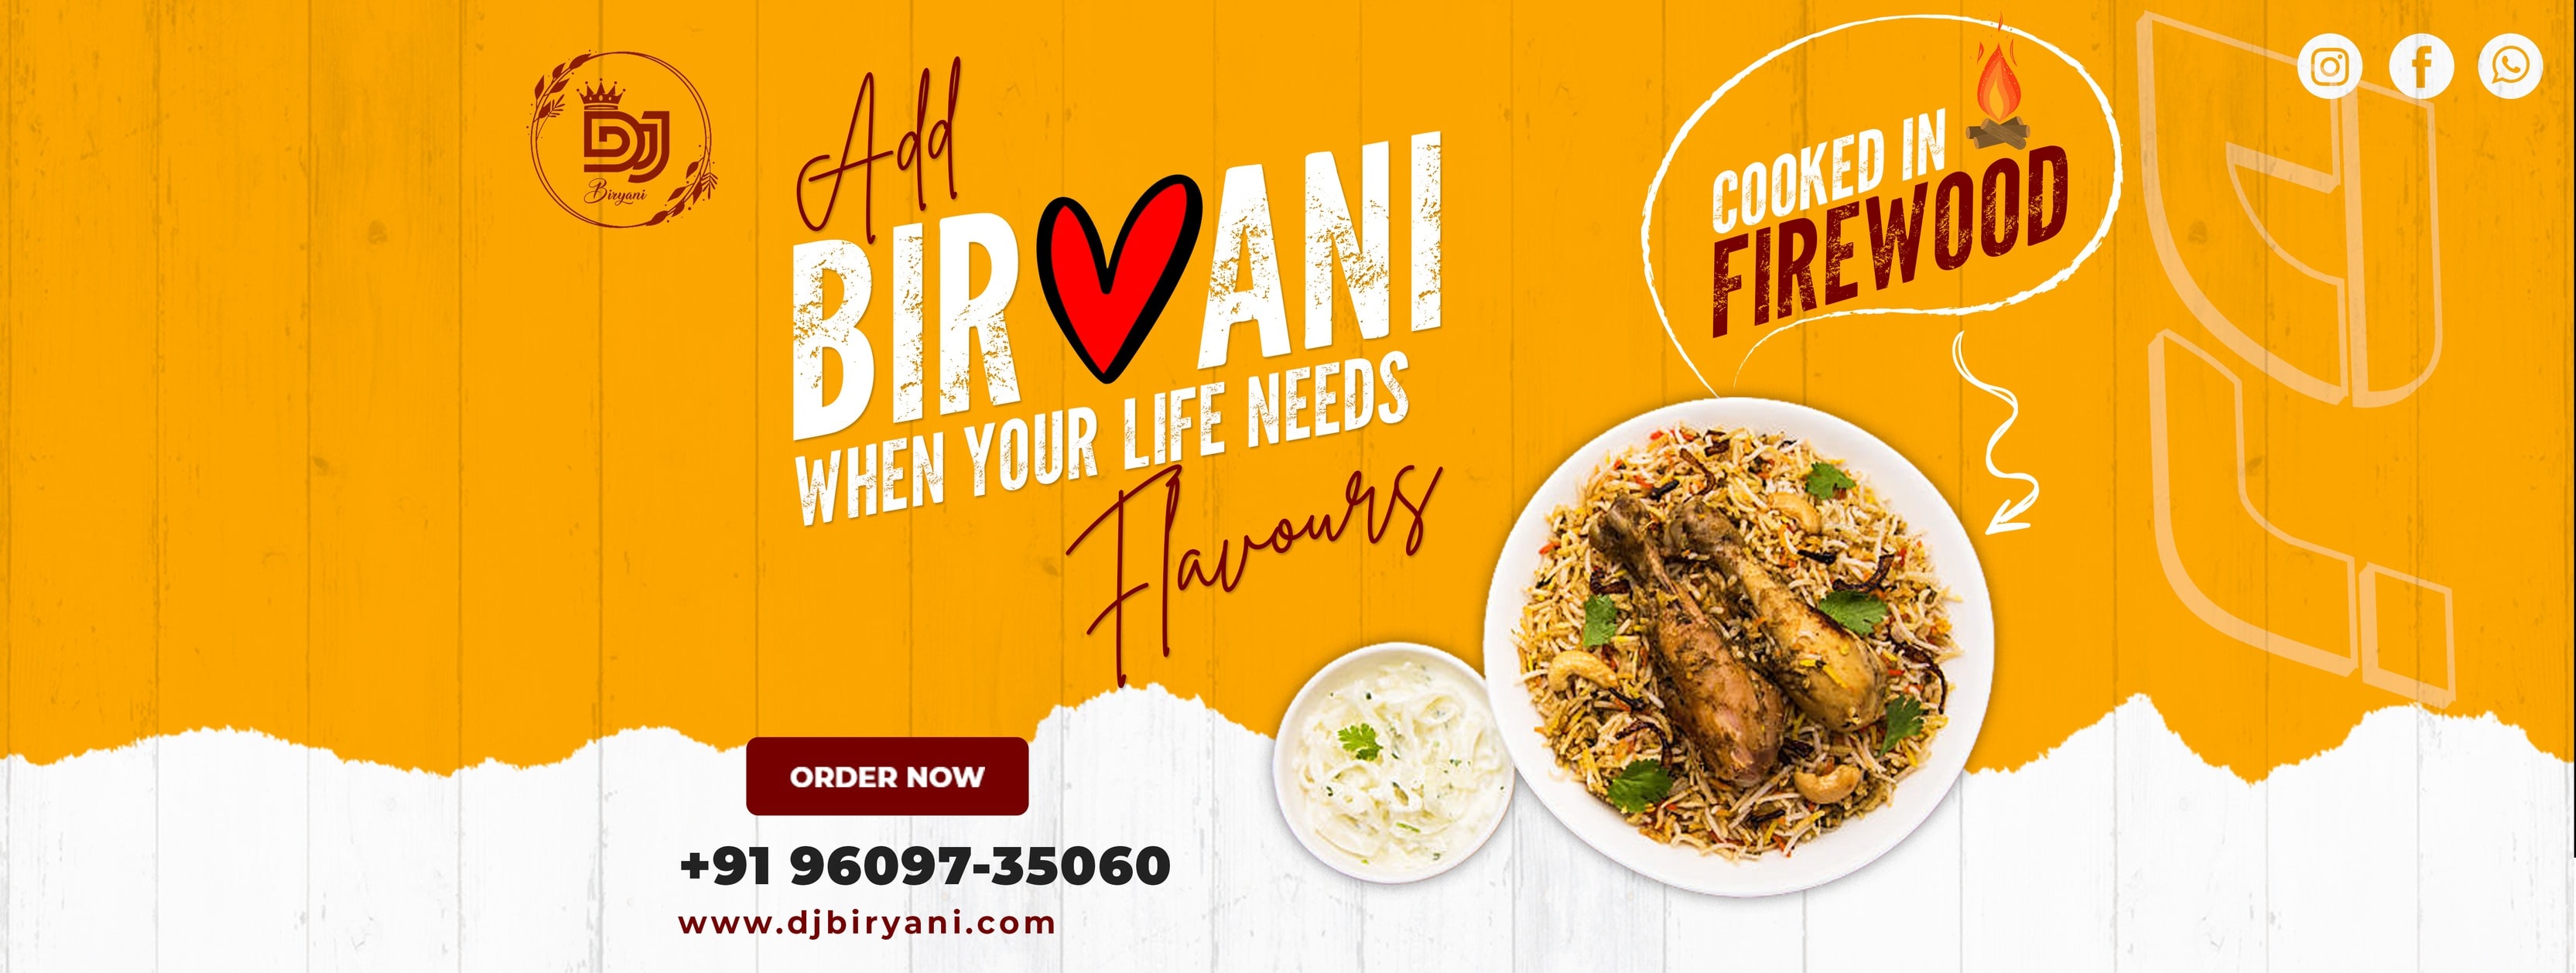 DJ
Biryani
Add
BIRYANI
WHEN YOUR LIFE NEEDS
Flavours
COOKED IN
FIREWOOD
ORDER NOW
+91 96097-35060
www.djbiryani.com